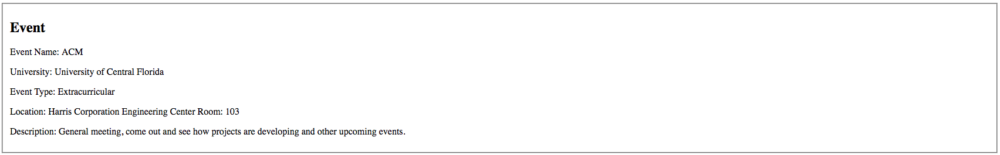 Event
Event Name: ACM
University: University of Central Florida
Event Type: Extracurricular
Location: Harris Corporation Engineering Center Room: 103
Description: General meeting, come out and see how projects are developing and other upcoming events.